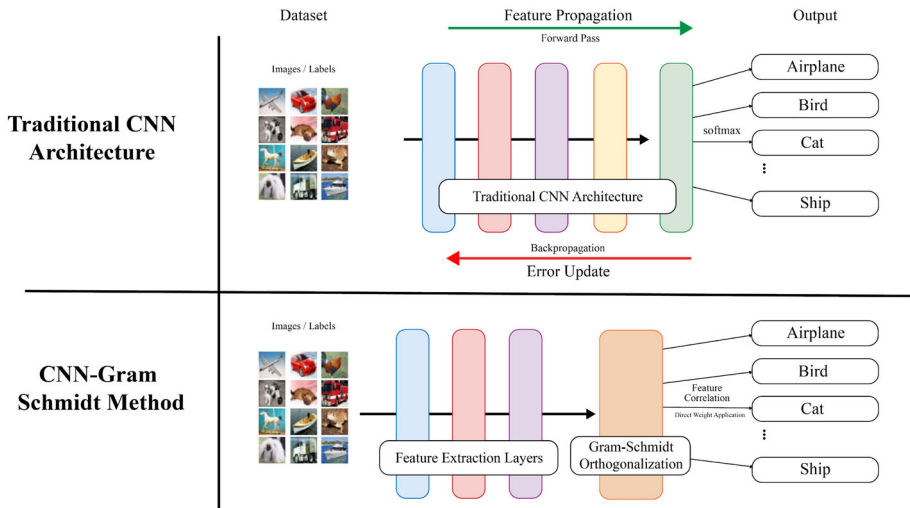 Dataset
Feature Propagation
Output
Forward Pass
Images / Labels
Traditional CNN
Architecture
Traditional CNN Architecture
softmax
Airplane
Bird
Cat
...
Ship
Backpropagation
Error Update
CNN-Gram
Schmidt Method
Images / Labels
Feature Extraction Layers
Gram-Schmidt
Orthogonalization
Feature
Correlation
Direct Weight Application
Airplane
Bird
Cat
...
Ship